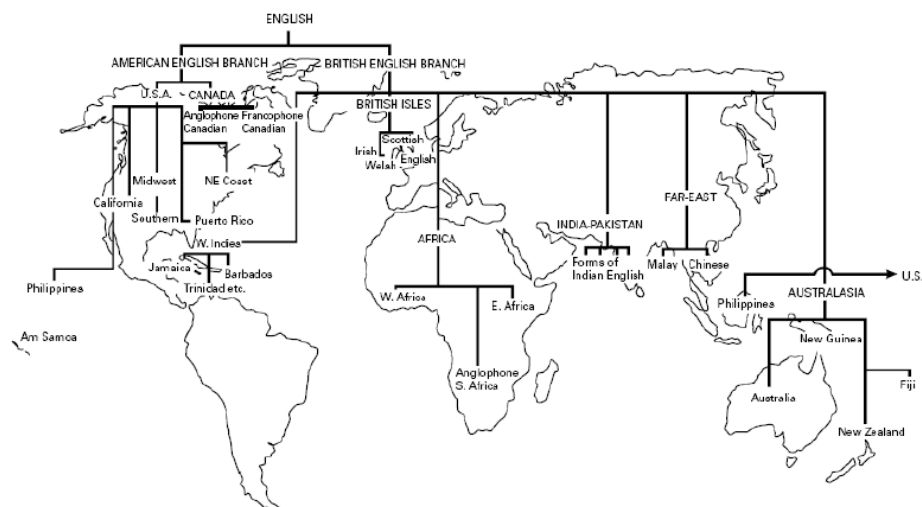 ENGLISH
AMERICAN ENGLISH BRANCH
BRITISH ENGLISH BRANCH
U.S.A.
CANADA
BRITISH ISLES
Anglophone Francophone
Canadian Canadian
Scottish
Irish
English
Welsh
Midwest
NE Coast
California
Southern
Puerto Rico
W. Indies
Jamaica
Barbados
Trinidad etc.
Philippines
Am Samoa
AFRICA
W. Africa
E. Africa
Anglophone
S. Africa
INDIA-PAKISTAN
Forms of
Indian English
FAR-EAST
Malay
Chinese
Philippines
U.S.
AUSTRALASIA
New Guinea
Australia
Fiji
New Zealand